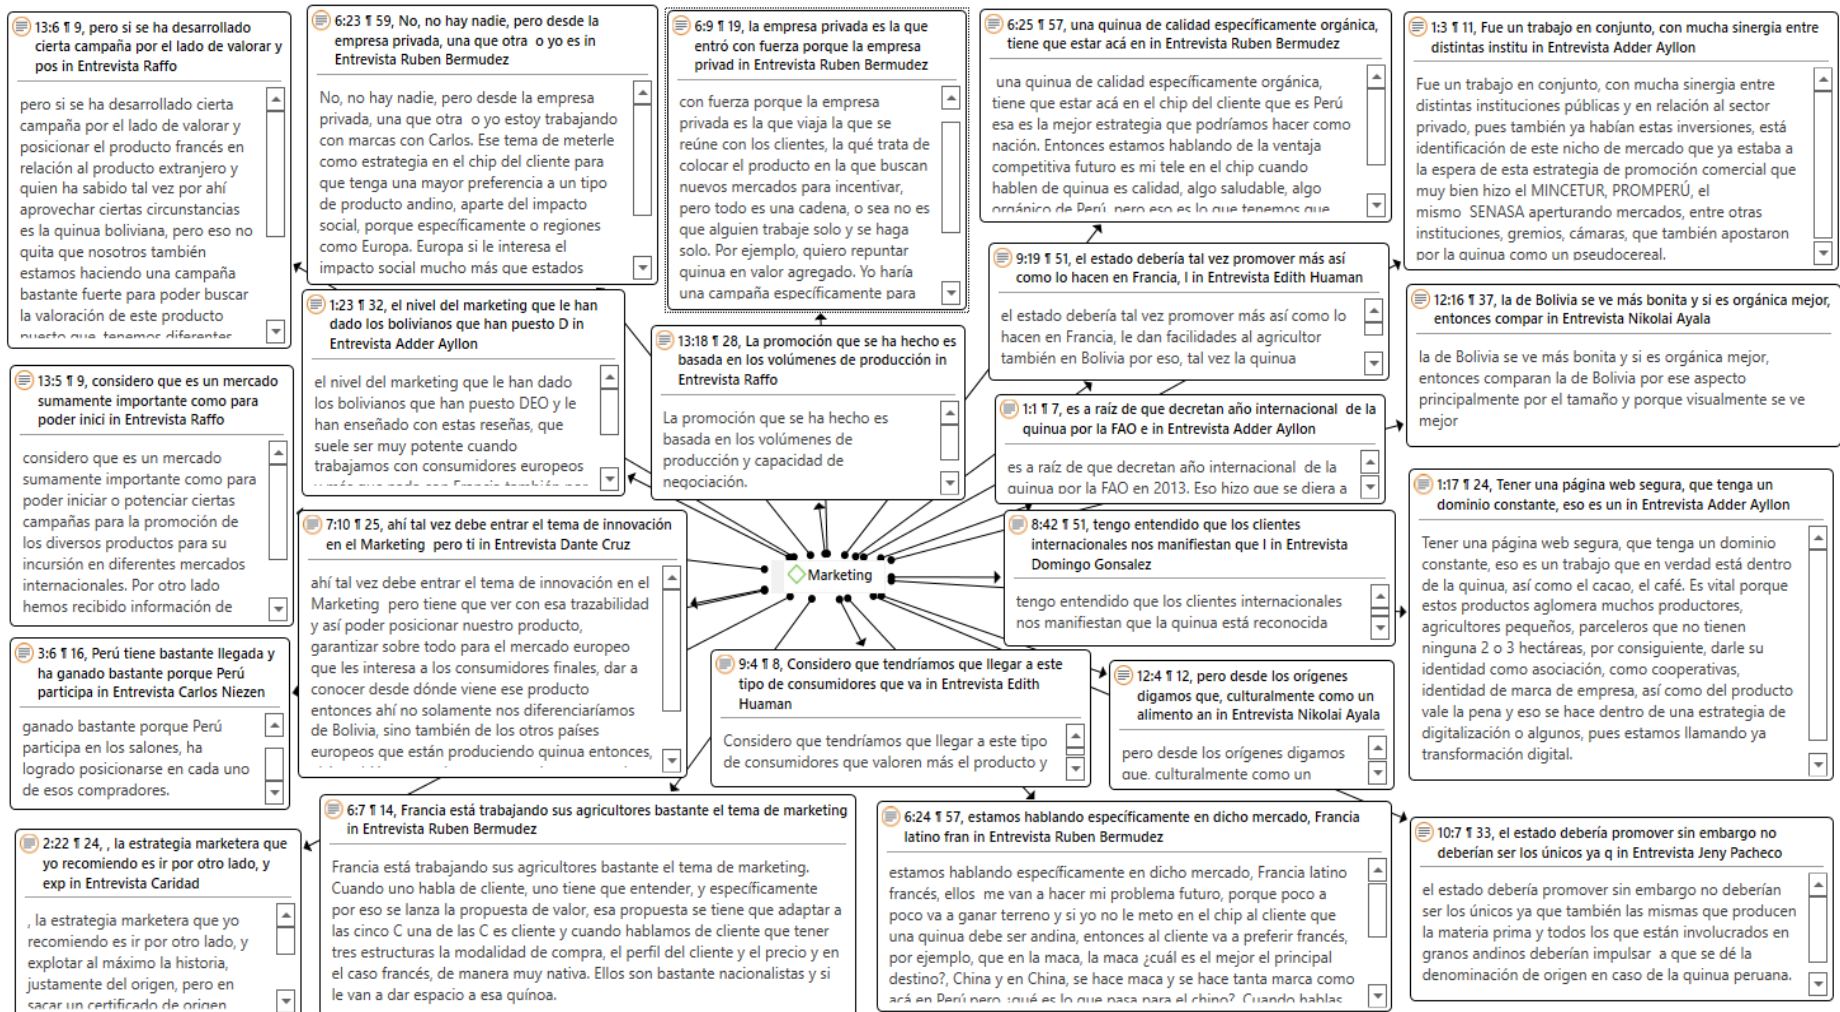 13:6 ¶ 9, pero si se ha desarrollado
cierta campaña por el lado de valorar y
pos in Entrevista Raffo
pero si se ha desarrollado cierta
campaña por el lado de valorar y
posicionar el producto francés en
relación al producto extranjero y
quien ha sabido tal vez por ahí
aprovechar ciertas circunstancias
es la quinua boliviana, pero eso no
quita que nosotros también
estamos haciendo una campaña
bastante fuerte para poder buscar
la valoración de este producto
puesto que, tenemos diferentes
6:23 ¶ 59, No, no hay nadie, pero desde la
empresa privada, una que otra o yo es in
Entrevista Ruben Bermudez
No, no hay nadie, pero desde la empresa
privada, una que otra o yo estoy trabajando
con marcas con Carlos. Ese tema de meterle
como estrategia en el chip del cliente para
que tenga una mayor preferencia a un tipo
de producto andino, aparte del impacto
social, porque específicamente o regiones
como Europa. Europa si le interesa el
impacto social mucho más que estados
6:9 ¶ 19, la empresa privada es la que
entró con fuerza porque la empresa
privad in Entrevista Ruben Bermudez
con fuerza porque la empresa
privada es la que viaja la que se
reúne con los clientes, la qué trata de
colocar el producto en la que buscan
nuevos mercados para incentivar,
pero todo es una cadena, o sea no es
que alguien trabaje solo y se haga
solo. Por ejemplo, quiero repuntar
quinua en valor agregado. Yo haría
una campaña específicamente para
6:25 ¶ 57, una quinua de calidad específicamente orgánica,
tiene que estar acá en in Entrevista Ruben Bermudez
una quinua de calidad específicamente orgánica,
tiene que estar acá en el chip del cliente que es Perú
esa es la mejor estrategia que podríamos hacer como
nación. Entonces estamos hablando de la ventaja
competitiva futuro es mi tele en el chip cuando
hablen de quinua es calidad, algo saludable, algo
orgánico de Perú, pero eso es lo que tenemos que
1:3 ¶ 11, Fue un trabajo en conjunto, con mucha sinergia entre
distintas institu in Entrevista Adder Ayllon
Fue un trabajo en conjunto, con mucha sinergia entre
distintas instituciones públicas y en relación al sector
privado, pues también ya habían estas inversiones, está
identificación de este nicho de mercado que ya estaba a
la espera de esta estrategia de promoción comercial que
muy bien hizo el MINCETUR, PROMPERÚ, el
mismo SENASA aperturando mercados, entre otras
instituciones, gremios, cámaras, que también apostaron
por la quinua como un pseudocereal.
1:23 ¶ 32, el nivel del marketing que le han
dado los bolivianos que han puesto D in
Entrevista Adder Ayllon
el nivel del marketing que le han dado
los bolivianos que han puesto DEO y le
han enseñado con estas reseñas, que
suele ser muy potente cuando
trabajamos con consumidores europeos
y más que nada con Francia también por
13:18 ¶ 28, La promoción que se ha hecho es
basada en los volúmenes de producción in
Entrevista Raffo
La promoción que se ha hecho es
basada en los volúmenes de
producción y capacidad de
negociación.
9:19 ¶ 51, el estado debería tal vez promover más así
como lo hacen en Francia, l in Entrevista Edith Huaman
el estado debería tal vez promover más así como lo
hacen en Francia, le dan facilidades al agricultor
también en Bolivia por eso, tal vez la quinua
12:16 ¶ 37, la de Bolivia se ve más bonita y si es orgánica mejor,
entonces compar in Entrevista Nikolai Ayala
la de Bolivia se ve más bonita y si es orgánica mejor,
entonces comparan la de Bolivia por ese aspecto
principalmente por el tamaño y porque visualmente se ve
mejor
13:5 ¶ 9, considero que es un mercado
sumamente importante como para
poder inici in Entrevista Raffo
considero que es un mercado
sumamente importante como para
poder iniciar o potenciar ciertas
campañas para la promoción de
los diversos productos para su
incursión en diferentes mercados
internacionales. Por otro lado
hemos recibido información de
1:1 ¶ 7, es a raíz de que decretan año internacional de la
quinua por la FAO e in Entrevista Adder Ayllon
es a raíz de que decretan año internacional de la
quinua por la FAO en 2013. Eso hizo que se diera a
7:10 ¶ 25, ahí tal vez debe entrar el tema de innovación
en el Marketing pero ti in Entrevista Dante Cruz
ahí tal vez debe entrar el tema de innovación en el
Marketing pero tiene que ver con esa trazabilidad
y así poder posicionar nuestro producto,
garantizar sobre todo para el mercado europeo
que les interesa a los consumidores finales, dar a
conocer desde dónde viene ese producto
entonces ahí no solamente nos diferenciaríamos
de Bolivia, sino también de los otros países
europeos que están produciendo quinua entonces,
Marketing
8:42 ¶ 51, tengo entendido que los clientes
internacionales nos manifiestan que l in Entrevista
Domingo Gonsalez
tengo entendido que los clientes internacionales
nos manifiestan que la quinua está reconocida
1:17 ¶ 24, Tener una página web segura, que tenga un
dominio constante, eso es un in Entrevista Adder Ayllon
Tener una página web segura, que tenga un dominio
constante, eso es un trabajo que en verdad está dentro
de la quinua, así como el cacao, el café. Es vital porque
estos productos aglomera muchos productores,
agricultores pequeños, parceleros que no tienen
ninguna 2 o 3 hectáreas, por consiguiente, darle su
identidad como asociación, como cooperativas,
identidad de marca de empresa, así como del producto
vale la pena y eso se hace dentro de una estrategia de
digitalización o algunos, pues estamos llamando ya
transformación digital.
3:6 ¶ 16, Perú tiene bastante llegada y
ha ganado bastante porque Perú
participa in Entrevista Carlos Niezen
ganado bastante porque Perú
participa en los salones, ha
logrado posicionarse en cada uno
de esos compradores.
9:4 ¶ 8, Considero que tendríamos que llegar a este
tipo de consumidores que va in Entrevista Edith
Huaman
Considero que tendríamos que llegar a este tipo
de consumidores que valoren más el producto y
12:4 ¶ 12, pero desde los orígenes
digamos que, culturalmente como un
alimento an in Entrevista Nikolai Ayala
pero desde los orígenes digamos
que, culturalmente como un
2:22 ¶ 24, , la estrategia marketera que
yo recomiendo es ir por otro lado, y
exp in Entrevista Caridad
, la estrategia marketera que yo
recomiendo es ir por otro lado, y
explotar al máximo la historia,
justamente del origen, pero en
sacar un certificado de origen
6:7 ¶ 14, Francia está trabajando sus agricultores bastante el tema de marketing
in Entrevista Ruben Bermudez
Francia está trabajando sus agricultores bastante el tema de marketing.
Cuando uno habla de cliente, uno tiene que entender, y específicamente
por eso se lanza la propuesta de valor, esa propuesta se tiene que adaptar a
las cinco C una de las C es cliente y cuando hablamos de cliente que tener
tres estructuras la modalidad de compra, el perfil del cliente y el precio y en
el caso francés, de manera muy nativa. Ellos son bastante nacionalistas y si
le van a dar espacio a esa quínoa.
6:24 ¶ 57, estamos hablando específicamente en dicho mercado, Francia
latino fran in Entrevista Ruben Bermudez
estamos hablando específicamente en dicho mercado, Francia latino
francés, ellos me van a hacer mi problema futuro, porque poco a
poco va a ganar terreno y si yo no le meto en el chip al cliente que
una quinua debe ser andina, entonces al cliente va a preferir francés,
por ejemplo, que en la maca, la maca ¿cuál es el mejor el principal
destino?, China y en China, se hace maca y se hace tanta marca como
acá en Perú pero ¿qué es lo que pasa para el chino?. Cuando hablas
10:7 ¶ 33, el estado debería promover sin embargo no
deberían ser los únicos ya q in Entrevista Jeny Pacheco
el estado debería promover sin embargo no deberían
ser los únicos ya que también las mismas que producen
la materia prima y todos los que están involucrados en
granos andinos deberían impulsar a que se dé la
denominación de origen en caso de la quinua peruana.